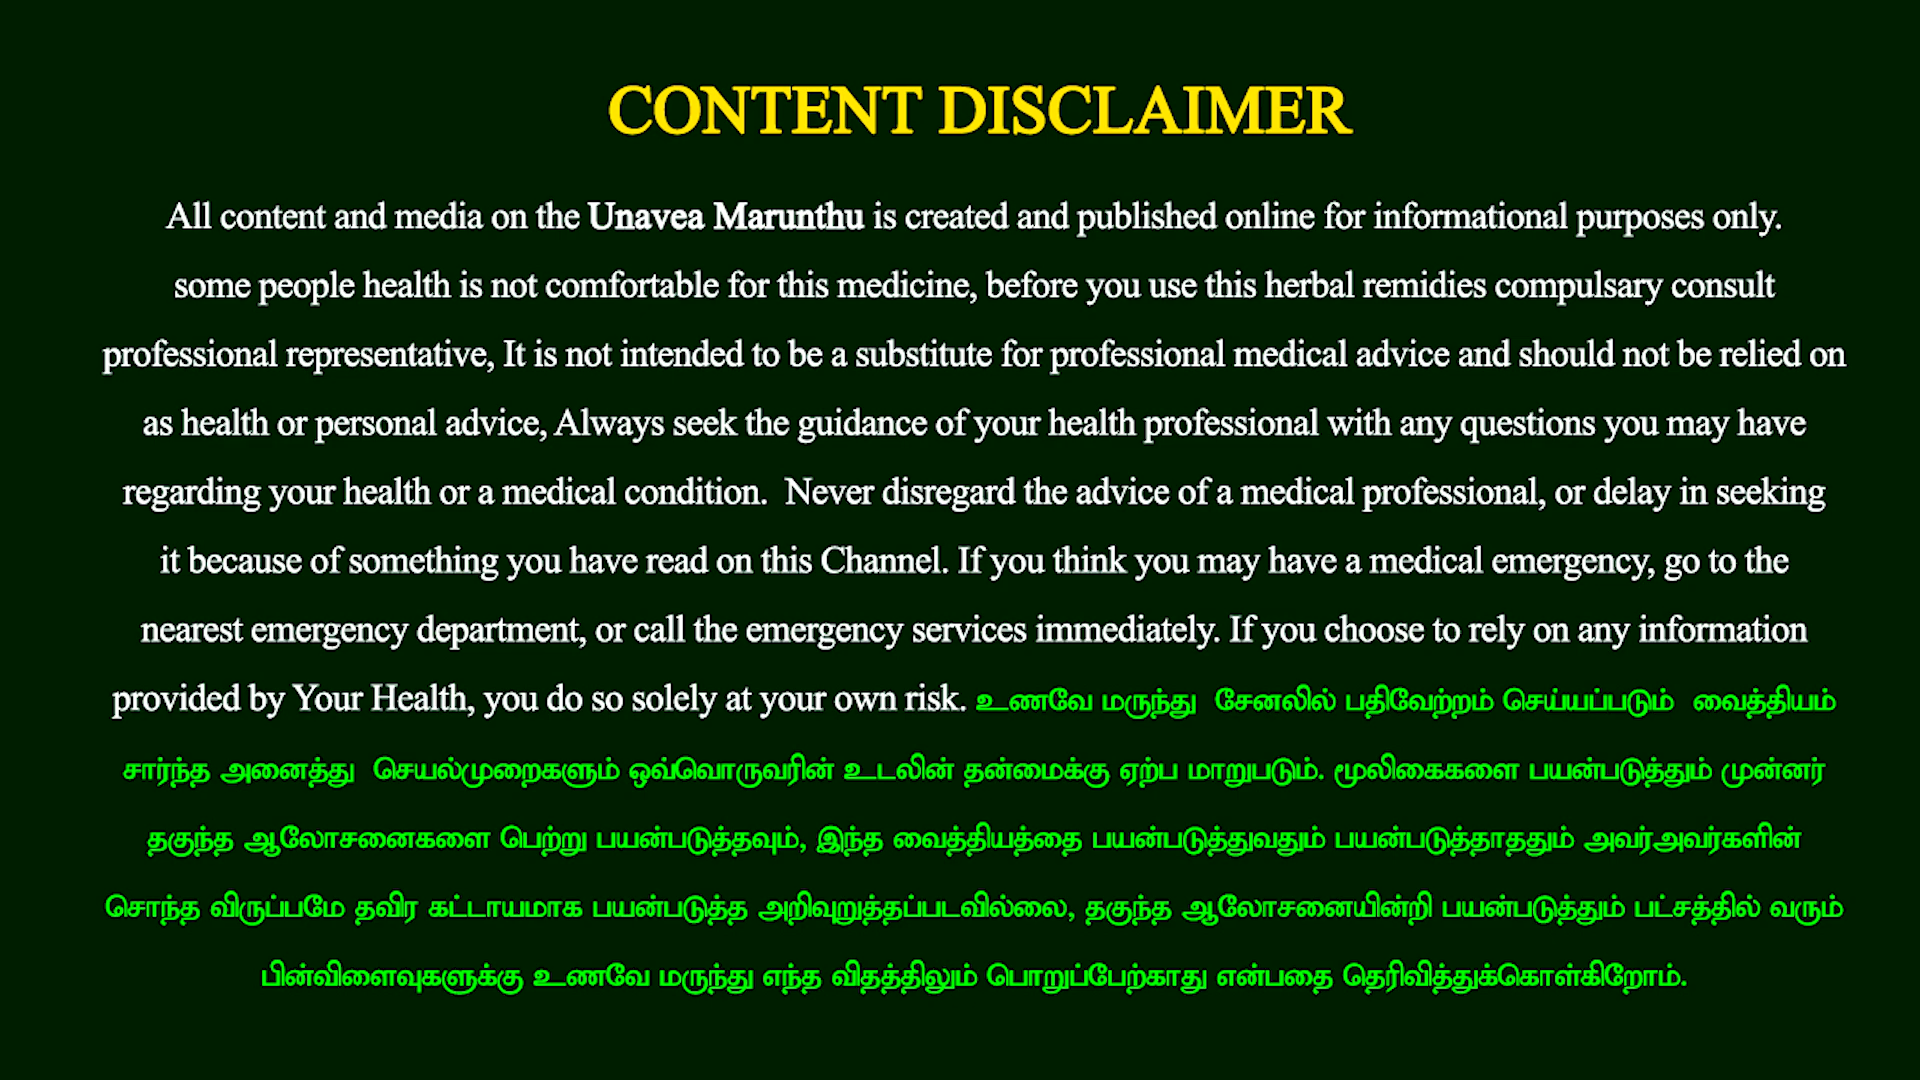 CONTENT DISCLAIMER
All content and media on the Unavea Marunthu is created and published online for informational purposes only.
some people health is not comfortable for this medicine, before you use this herbal remidies compulsary consult
professional representative, It is not intended to be a substitute for professional medical advice and should not be relied on
as health or personal advice, Always seek the guidance of your health professional with any questions you may have
regarding your health or a medical condition.  Never disregard the advice of a medical professional, or delay in seeking
it because of something you have read on this Channel. If you think you may have a medical emergency, go to the
nearest emergency department, or call the emergency services immediately. If you choose to rely on any information
provided by Your Health, you do so solely at your own risk. உணவே மருந்து  சேனலில் பதிவேற்றம் செய்யப்படும்  வைத்தியம்
சார்ந்த அனைத்து  செயல்முறைகளும் ஒவ்வொருவரின் உடலின் தன்மைக்கு ஏற்ப மாறுபடும். மூலிகைகளை பயன்படுத்தும் முன்னர்
தகுந்த ஆலோசனைகளை பெற்று பயன்படுத்தவும், இந்த வைத்தியத்தை பயன்படுத்துவதும் பயன்படுத்தாததும் அவர்அவர்களின்
சொந்த விருப்பமே தவிர கட்டாயமாக பயன்படுத்த அறிவுறுத்தப்படவில்லை, தகுந்த ஆலோசனையின்றி பயன்படுத்தும் பட்சத்தில் வரும்
பின்விளைவுகளுக்கு உணவே மருந்து எந்த விதத்திலும் பொறுப்பேற்காது என்பதை தெரிவித்துக்கொள்கிறோம்.